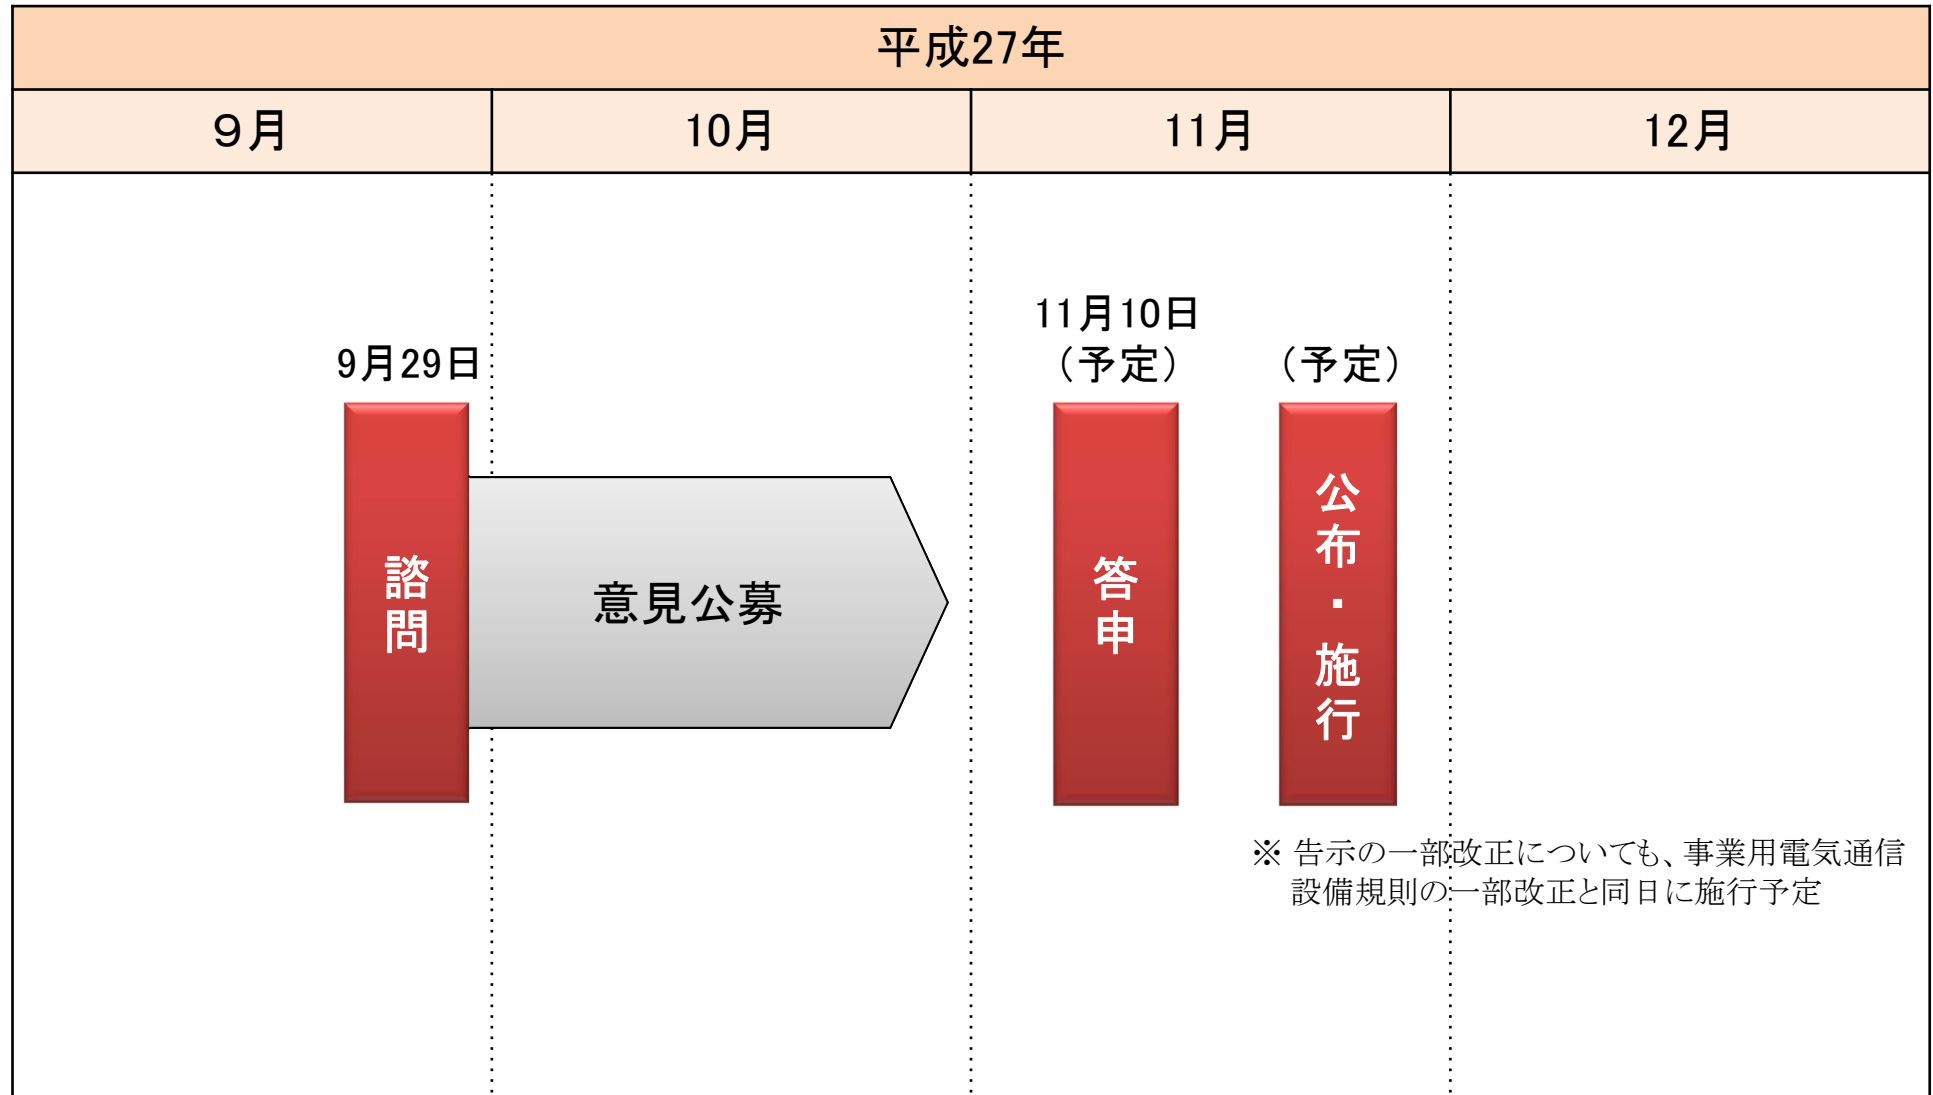 平成27年
９月
10月
11月
12月
9月29日
諮問
意見公募
11月10日
（予定）
答申
（予定）
公布・施行
※ 告示の一部改正についても、事業用電気通信
設備規則の一部改正と同日に施行予定